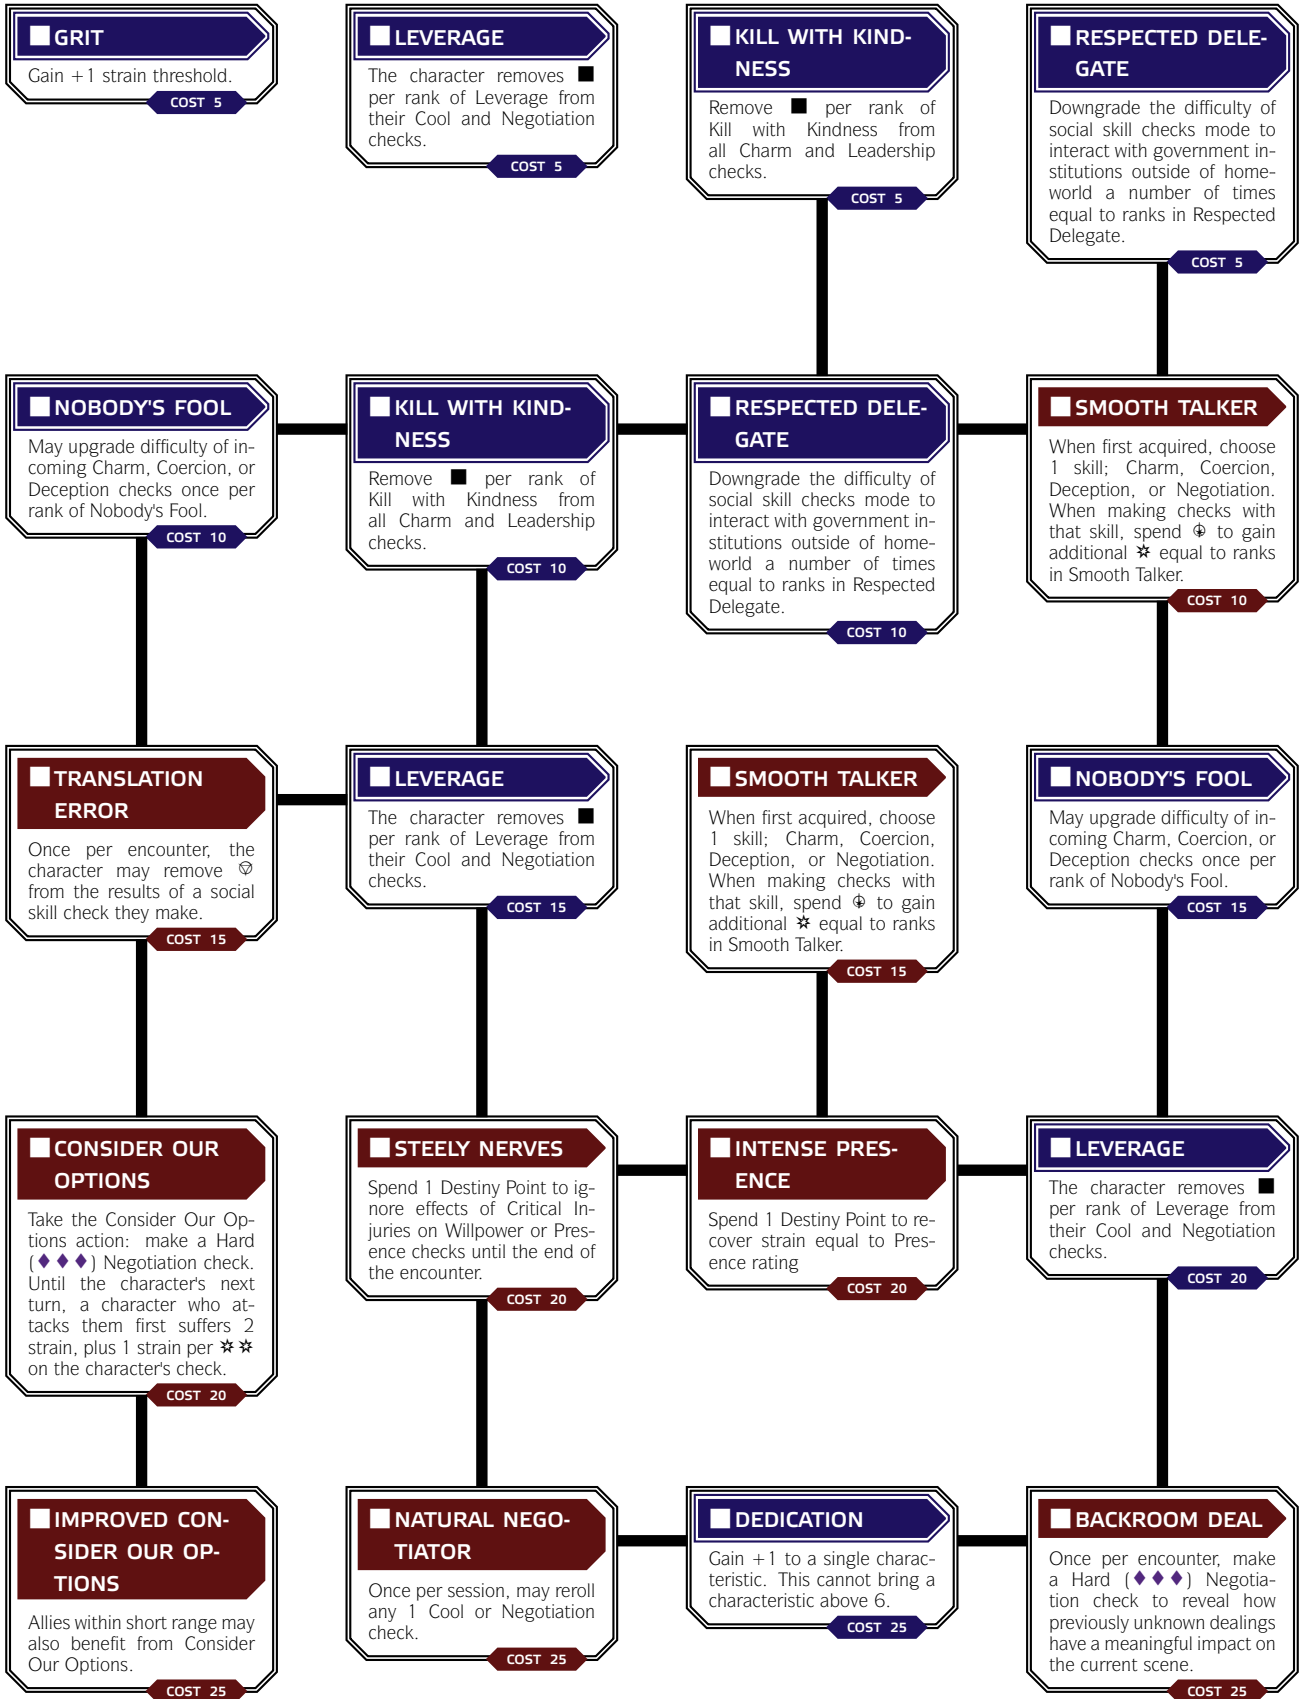 GRIT
Gain +1 strain threshold.
COST 5
LEVERAGE
The character removes ■
per rank of Leverage from
their Cool and Negotiation
checks.
COST 5
KILL WITH KIND-
NESS
Remove ■ per rank of
Kill with Kindness from
all Charm and Leadership
checks.
COST 5
RESPECTED DELE-
GATE
Downgrade the difficulty of
social skill checks mode to
interact with government in-
stitutions outside of home-
world a number of times
equal to ranks in Respected
Delegate.
COST 5
NOBODY'S FOOL
May upgrade difficulty of in-
coming Charm, Coercion, or
Deception checks once per
rank of Nobody's Fool.
COST 10
KILL WITH KIND-
NESS
Remove ■ per rank of
Kill with Kindness from
all Charm and Leadership
checks.
COST 10
RESPECTED DELE-
GATE
Downgrade the difficulty of
social skill checks mode to
interact with government in-
stitutions outside of home-
world a number of times
equal to ranks in Respected
Delegate.
COST 10
SMOOTH TALKER
When first acquired, choose
1 skill; Charm, Coercion,
Deception, or Negotiation.
When making checks with
that skill, spend to gain
additional equal to ranks
in Smooth Talker.
COST 10
TRANSLATION
ERROR
Once per encounter, the
character may remove
from the results of a social
skill check they make.
COST 15
LEVERAGE
The character removes ■
per rank of Leverage from
their Cool and Negotiation
checks.
COST 15
SMOOTH TALKER
When first acquired, choose
1 skill; Charm, Coercion,
Deception, or Negotiation.
When making checks with
that skill, spend to gain
additional equal to ranks
in Smooth Talker.
COST 15
NOBODY'S FOOL
May upgrade difficulty of in-
coming Charm, Coercion, or
Deception checks once per
rank of Nobody's Fool.
COST 15
CONSIDER OUR
OPTIONS
Take the Consider Our Op-
tions action: make a Hard
(♦♦♦) Negotiation check.
Until the character's next
turn, a character who at-
tacks them first suffers 2
strain, plus 1 strain per
on the character's check.
COST 20
STEELY NERVES
Spend 1 Destiny Point to ig-
nore effects of Critical In-
juries on Willpower or Pres-
ence checks until the end of
the encounter.
COST 20
INTENSE PRES-
ENCE
Spend 1 Destiny Point to re-
cover strain equal to Pres-
ence rating
COST 20
LEVERAGE
The character removes ■
per rank of Leverage from
their Cool and Negotiation
checks.
COST 20
IMPROVED CON-
SIDER OUR OP-
TIONS
Allies within short range may
also benefit from Consider
Our Options.
COST 25
NATURAL NEGO-
TIATOR
Once per session, may reroll
any 1 Cool or Negotiation
check.
COST 25
DEDICATION
Gain +1 to a single charac-
teristic. This cannot bring a
characteristic above 6.
COST 25
BACKROOM DEAL
Once per encounter, make
a Hard (♦♦♦) Negotia-
tion check to reveal how
previously unknown dealings
have a meaningful impact on
the current scene.
COST 25